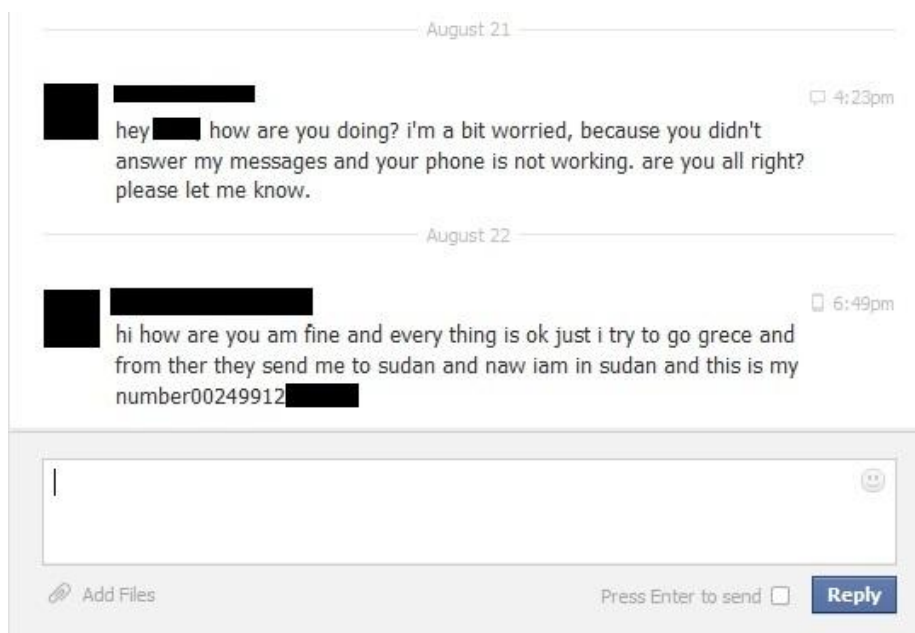 August 21
4:23pm
hey , how are you doing? i'm a bit worried, because you didn't
answer my messages and your phone is not working. are you all right?
please let me know.
August 22
6:49pm
hi how are you am fine and every thing is ok just i try to go grece and
from ther they send me to sudan and naw iam in sudan and this is my
number00249912
Add Files
Press Enter to send
Reply